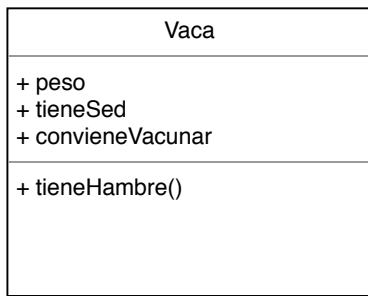 Vaca
+ peso
+ tieneSed
+ convieneVacunar
+ tieneHambre()